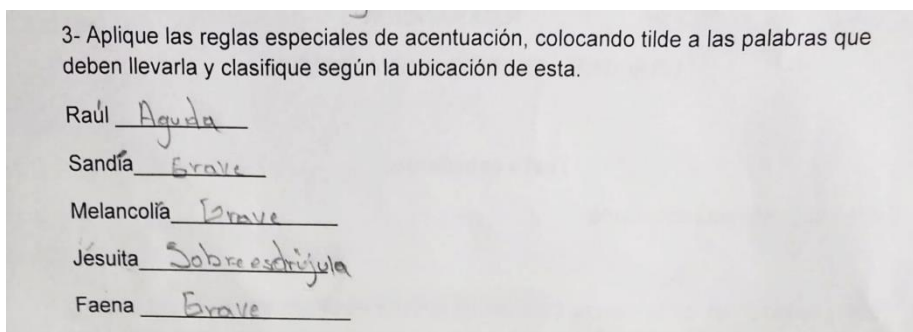 3- Aplique las reglas especiales de acentuación, colocando tilde a las palabras que
deben llevarla y clasifique según la ubicación de esta.
Raúl Aguda
Sandía Grave
Melancolía Grave
Jésuita Sobreesdrújula
Faena Grave